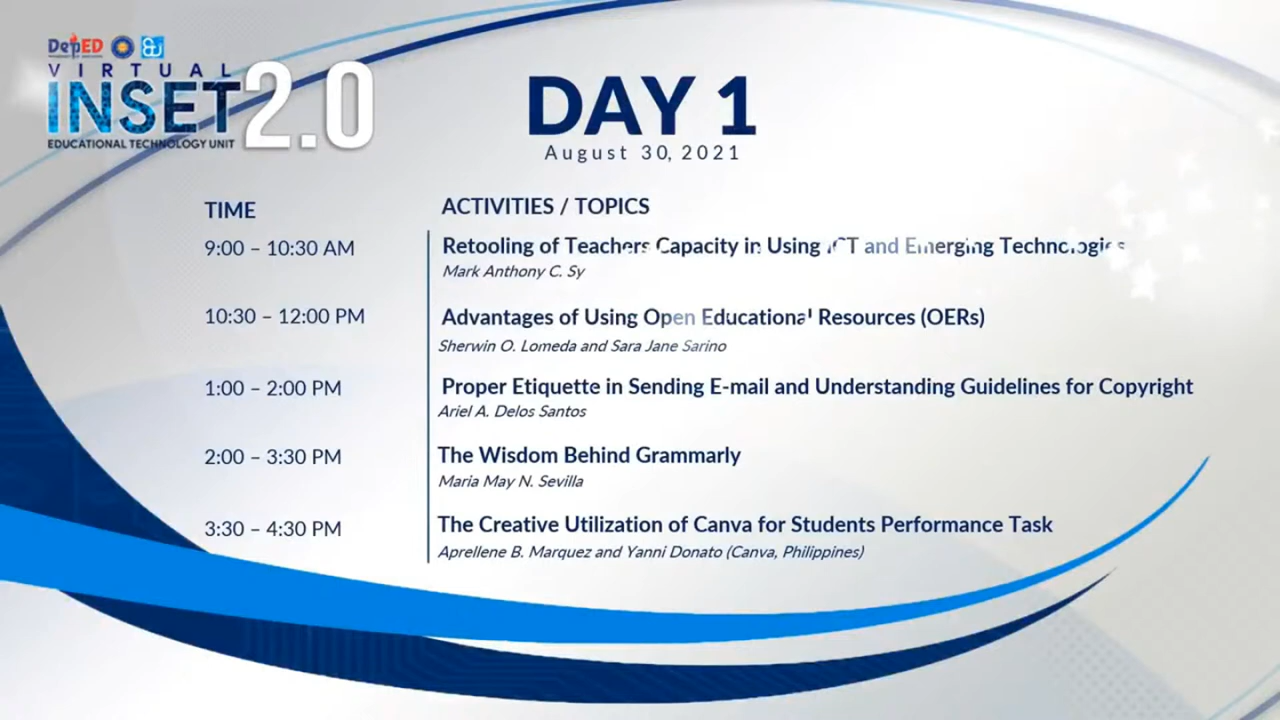 DepED
VIRTUAL
INSET 2.0
EDUCATIONAL TECHNOLOGY UNIT
DAY 1
August 30, 2021
TIME
ACTIVITIES / TOPICS
9:00 – 10:30 AM
Retooling of Teachers Capacity in Using ICT and Emerging Technologies
Mark Anthony C. Sy
10:30 – 12:00 PM
Advantages of Using Open Educational Resources (OERs)
Sherwin O. Lomeda and Sara Jane Sarino
1:00 – 2:00 PM
Proper Etiquette in Sending E-mail and Understanding Guidelines for Copyright
Ariel A. Delos Santos
2:00 – 3:30 PM
The Wisdom Behind Grammarly
Maria May N. Sevilla
3:30 – 4:30 PM
The Creative Utilization of Canva for Students Performance Task
Aprellene B. Marquez and Yanni Donato (Canva, Philippines)